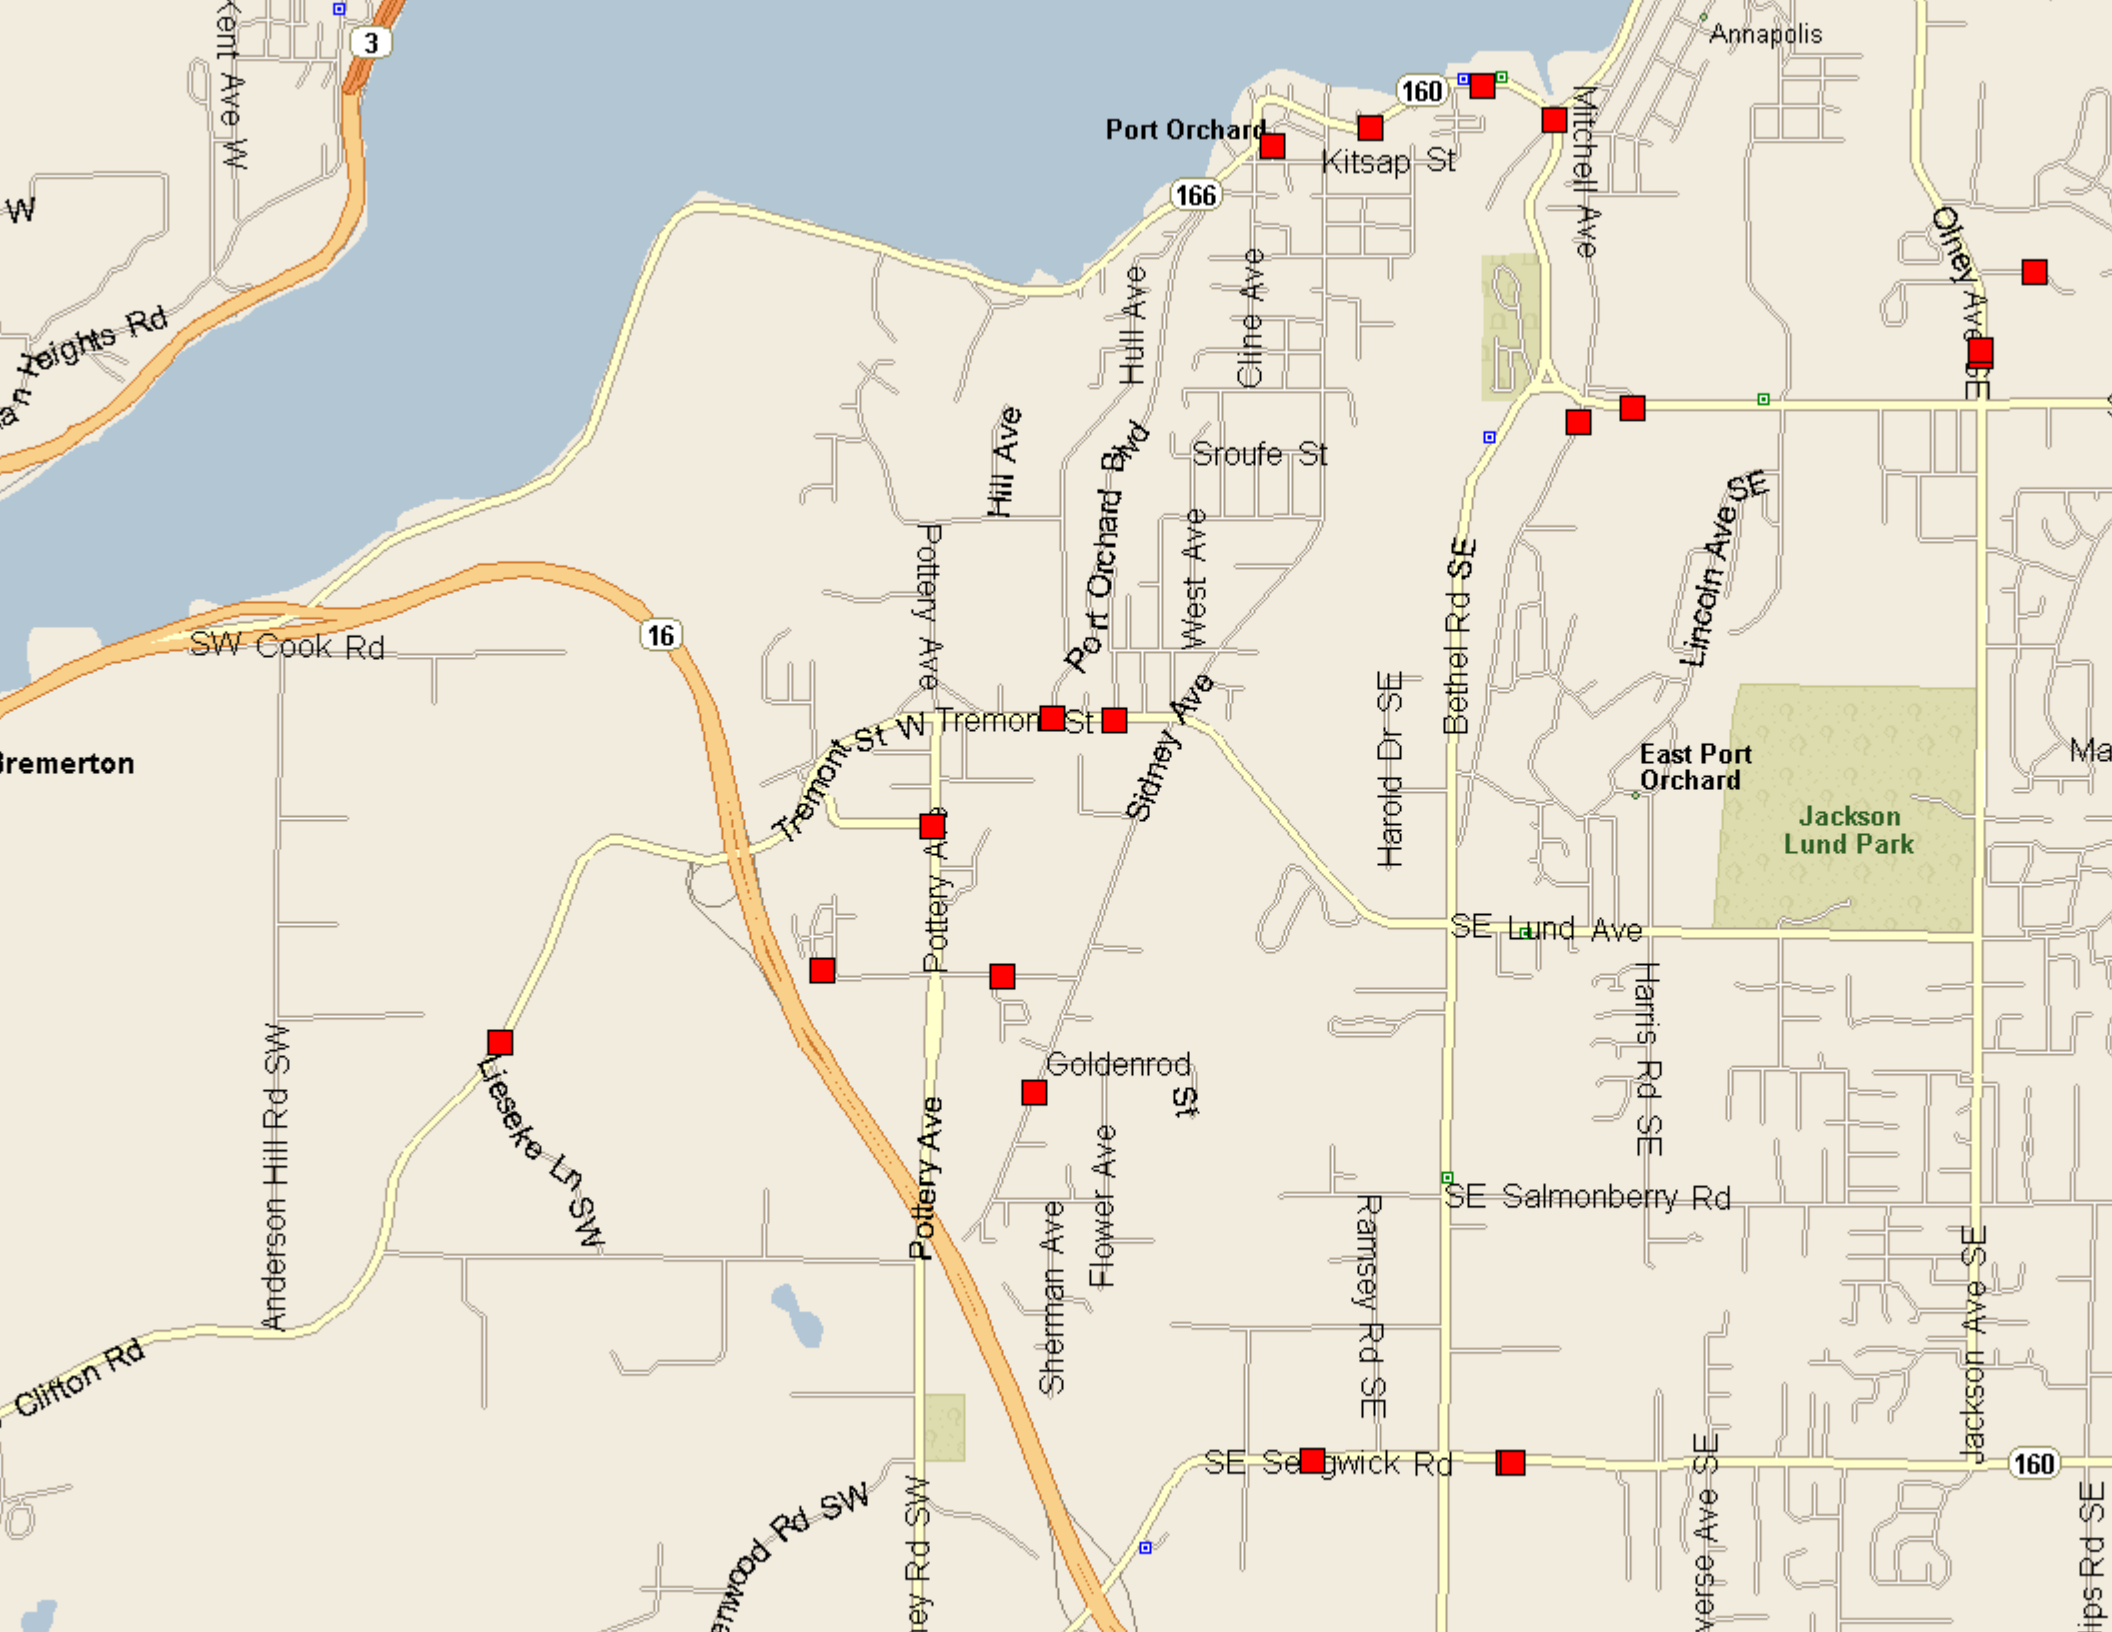 Kent Ave W
3
Annapolis
160
Port Orchard
Kitsap St
Mitchell Ave
166
W
Olney Ave SE
Heights Rd
Hull Ave
Cline Ave
Hill Ave
Port Orchard Blvd
Sroufe St
Lincoln Ave SE
Pottery Ave
West Ave
Bethel Rd SE
16
SW Cook Rd
Harold Dr SE
Tremont St W
Tremont St
Sidney Ave
Bremerton
East Port
Orchard
Jackson
Lund Park
Pottery Ave
SE Lund Ave
Harris Rd SE
Anderson Hill Rd SW
Lieseke Ln SW
Goldenrod St
Pottery Ave
Flower Ave
Sherman Ave
SE Salmonberry Rd
Ramsey Rd SE
Jackson Ave SE
Clifton Rd
SE Sedgwick Rd
160